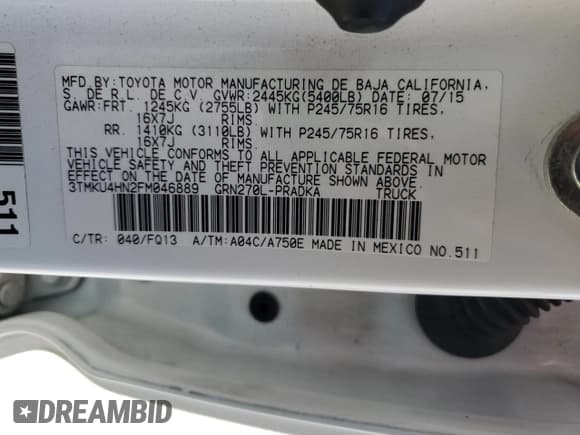 MFD.BY:TOYOTA MOTOR MANUFACTURING DE BAJA CALIFORNIA,
S. DE R.L. DE C.V. GVWR:2445KG(5400LB) DATE: 07/15
GAWR:FRT. 1245KG (2755LB) WITH P245/75R16 TIRES,
16X7J RIMS
RR. 1410KG (3110LB) WITH P245/75R16 TIRES,
16X7J RIMS
THIS VEHICLE CONFORMS TO ALL APPLICABLE FEDERAL MOTOR
VEHICLE SAFETY AND THEFT PREVENTION STANDARDS IN
EFFECT ON THE DATE OF MANUFACTURE SHOWN ABOVE.
3TMKU4HN2FM046889 GRN270L-PRADKA TRUCK
C/TR: 040/FQ13 A/TM:A04C/A750E MADE IN MEXICO NO.511
511
DREAMBID